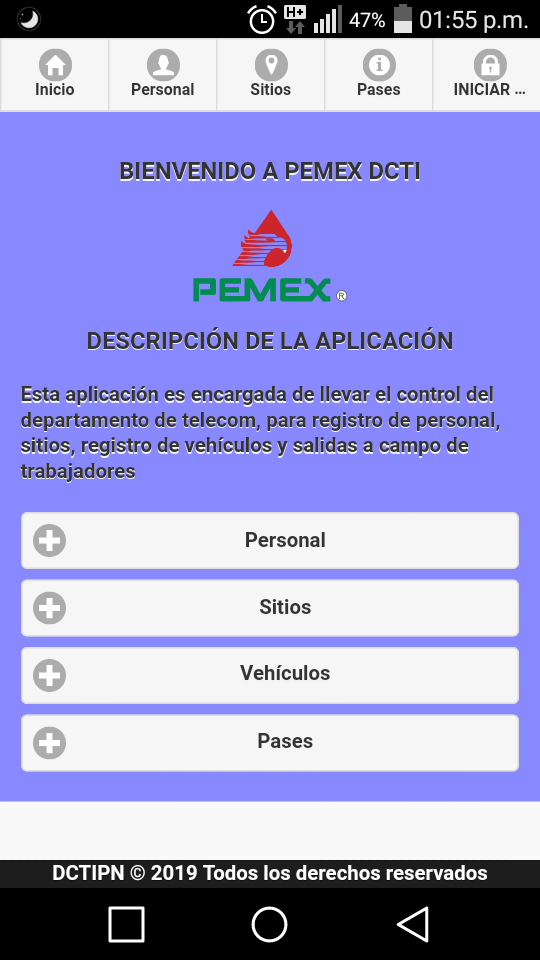 H+ 47% 01:55 p.m.
Inicio Personal Sitios Pases INICIAR ...
BIENVENIDO A PEMEX DCTI
PEMEX ®
DESCRIPCIÓN DE LA APLICACIÓN
Esta aplicación es encargada de llevar el control del
departamento de telecom, para registro de personal,
sitios, registro de vehículos y salidas a campo de
trabajadores
Personal
Sitios
Vehículos
Pases
DCTIPN © 2019 Todos los derechos reservados